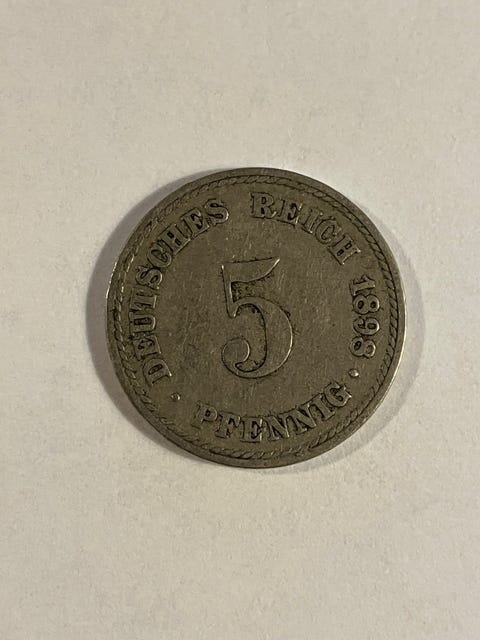 DEUTSCHES REICH 1898
5
· PFENNIG ·